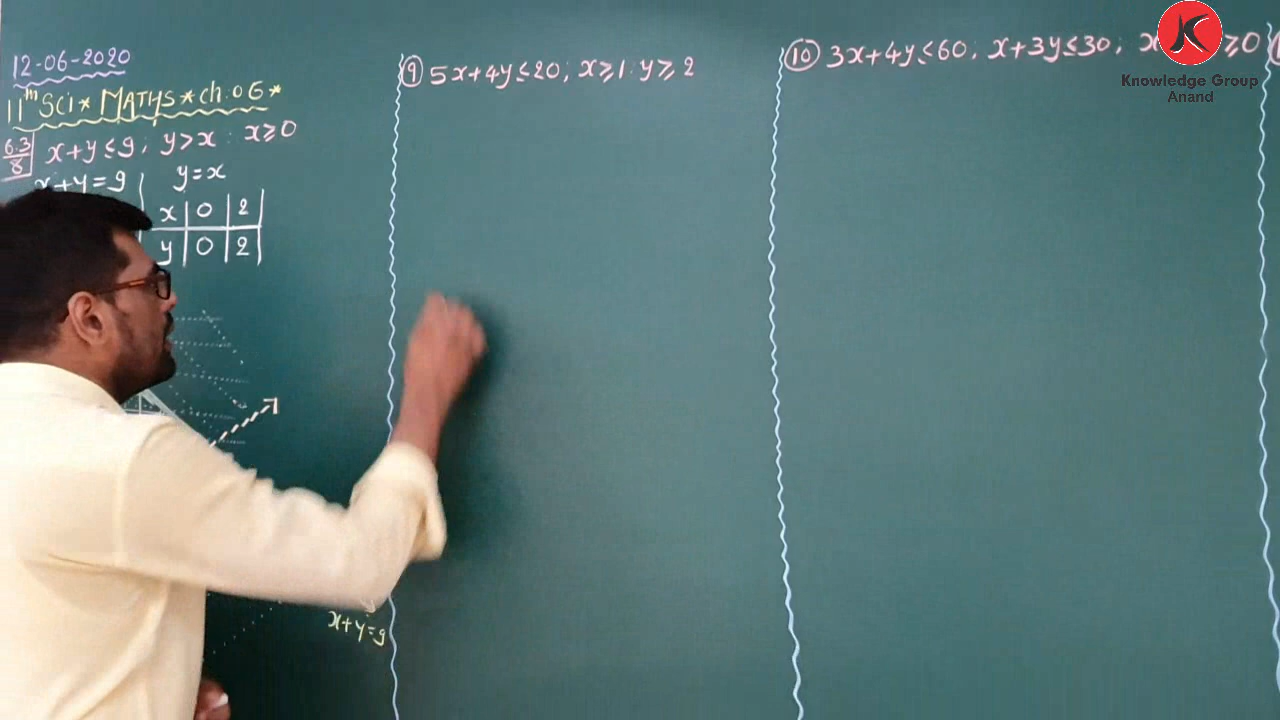 12-06-2020
11th SCI * MATHS * Ch:06 *
6.3/8 x+y≤9; y>x : x≥0
x+y=9
y=x
x | 0 | 2
y | 0 | 2
x+y=9
⑨ 5x+4y≤20; x≥1 : y≥2
⑩ 3x+4y≤60; x+3y≤30; x ≥0
K
Knowledge Group
Anand